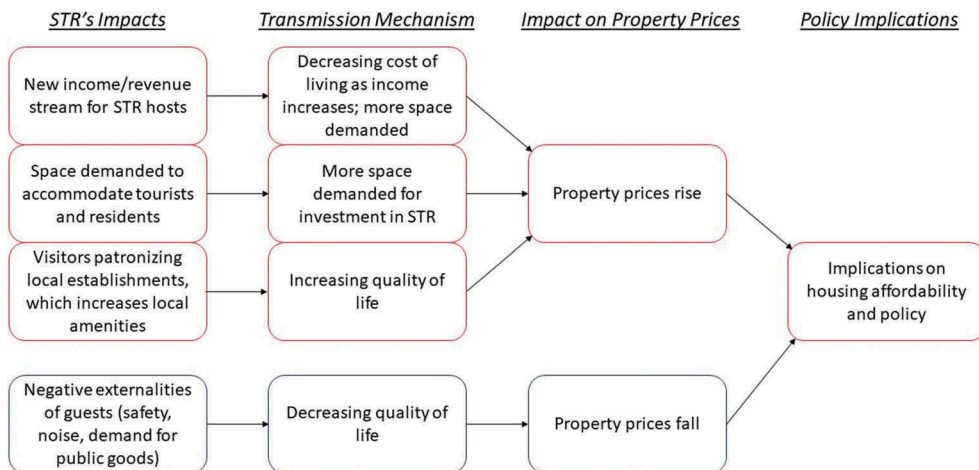 STR's Impacts
Transmission Mechanism
Impact on Property Prices
Policy Implications
New income/revenue
stream for STR hosts
Decreasing cost of
living as income
increases; more space
demanded
Space demanded to
accommodate tourists
and residents
More space
demanded for
investment in STR
Property prices rise
Visitors patronizing
local establishments,
which increases local
amenities
Increasing quality of
life
Implications on
housing affordability
and policy
Negative externalities
of guests (safety,
noise, demand for
public goods)
Decreasing quality of
life
Property prices fall